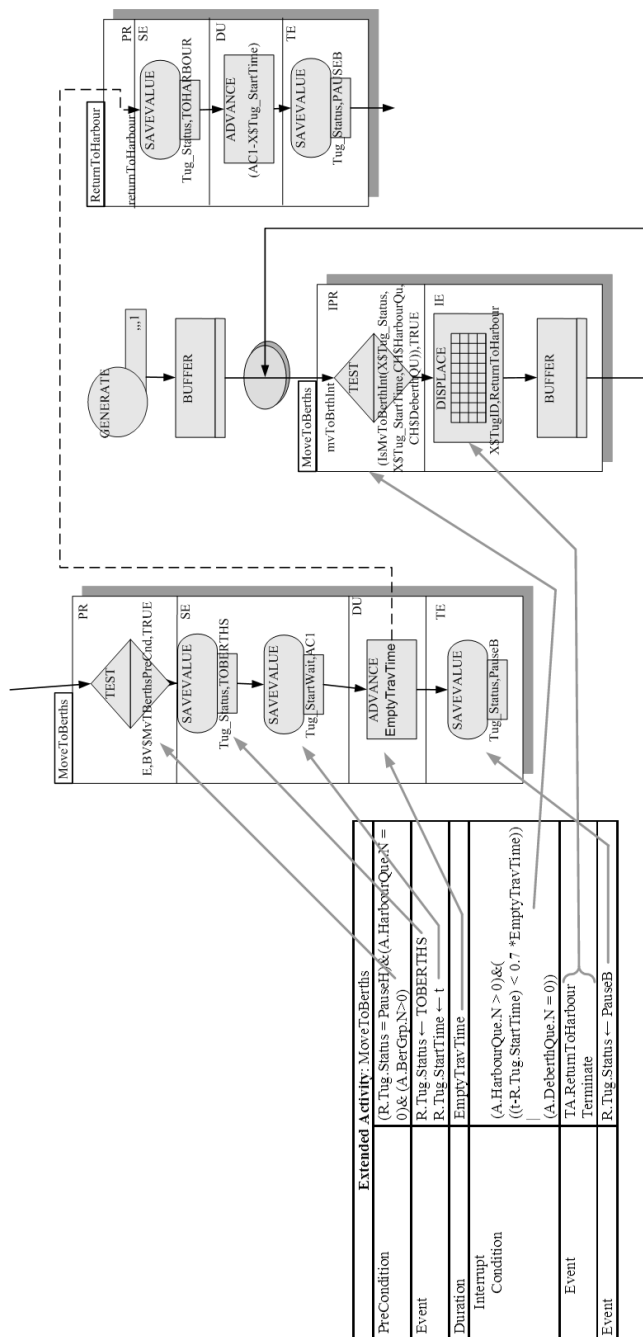 Extended Activity: MoveToBerths
PreCondition
(R.Tug.Status = PauseH)&(A.HarbourQue.N =
0)& (A.BerGrp.N>0)
Event
R.Tug.Status ← TOBERTHS
R.Tug.StartTime ← t
Duration
EmptyTravTime
Interrupt
Condition
(A.HarbourQue.N > 0)&(
((t-R.Tug.StartTime) < 0.7 *EmptyTravTime))
|
(A.DeberthQue.N = 0))
Event
TA.ReturnToHarbour
Terminate
Event
R.Tug.Status ← PauseB
MoveToBerths
PR
TEST
E,BV$MvTBerthsPreCnd,TRUE
SE
SAVEVALUE
Tug_Status,TOBERTHS
SAVEVALUE
Tug_StartWait,AC1
DU
ADVANCE
EmptyTravTime
TE
SAVEVALUE
Tug_Status,PauseB
GENERATE
,,,1
BUFFER
MoveToBerths
IPR
mvToBrthInt
TEST
(IsMvToBerthInt(X$Tug_Status,
X$Tug_StartTime,CH$HarbourQu,
CH$DeberthQU)),TRUE
IE
DISPLACE
X$TugID,ReturnToHarbour
BUFFER
ReturnToHarbour
PR
returnToHarbour
SE
SAVEVALUE
Tug_Status,TOHARBOUR
DU
ADVANCE
(AC1-X$Tug_StartTime)
TE
SAVEVALUE
Tug_Status,PAUSEB